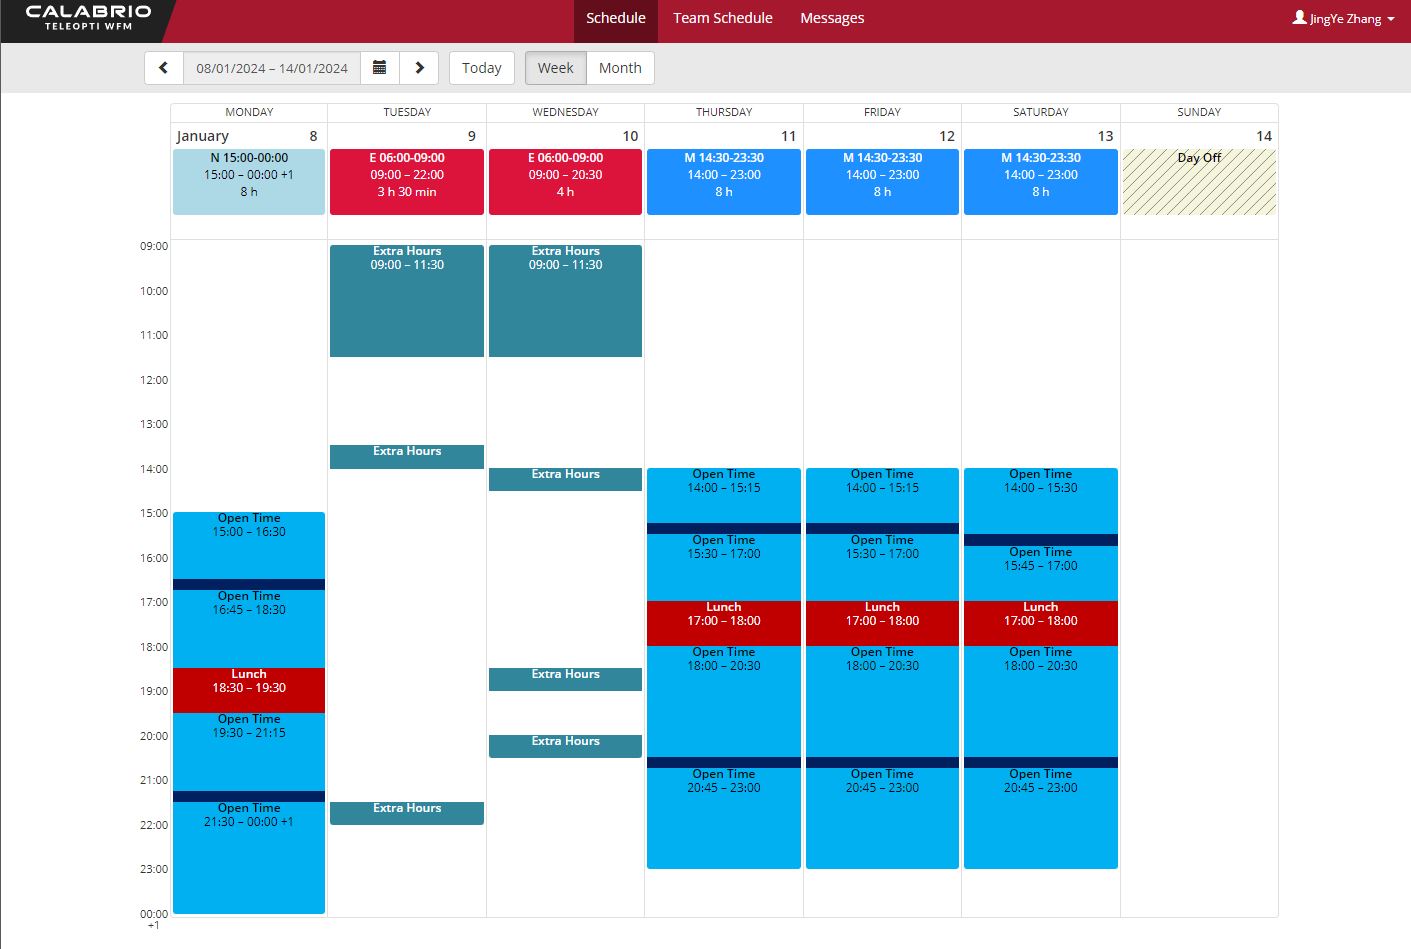 CALABRIO
TELEOPTI WFM
Schedule
Team Schedule
Messages
JingYe Zhang
08/01/2024 – 14/01/2024
Today
Week
Month
MONDAY
TUESDAY
WEDNESDAY
THURSDAY
FRIDAY
SATURDAY
SUNDAY
January 8
9
10
11
12
13
14
N 15:00-00:00
15:00 – 00:00 +1
8 h
E 06:00-09:00
09:00 – 22:00
3 h 30 min
E 06:00-09:00
09:00 – 20:30
4 h
M 14:30-23:30
14:00 – 23:00
8 h
M 14:30-23:30
14:00 – 23:00
8 h
M 14:30-23:30
14:00 – 23:00
8 h
Day Off
09:00
10:00
11:00
12:00
13:00
14:00
15:00
16:00
17:00
18:00
19:00
20:00
21:00
22:00
23:00
00:00
+1
Open Time
15:00 – 16:30
Open Time
16:45 – 18:30
Lunch
18:30 – 19:30
Open Time
19:30 – 21:15
Open Time
21:30 – 00:00 +1
Extra Hours
09:00 – 11:30
Extra Hours
Extra Hours
Extra Hours
09:00 – 11:30
Extra Hours
Extra Hours
Extra Hours
Open Time
14:00 – 15:15
Open Time
15:30 – 17:00
Lunch
17:00 – 18:00
Open Time
18:00 – 20:30
Open Time
20:45 – 23:00
Open Time
14:00 – 15:15
Open Time
15:30 – 17:00
Lunch
17:00 – 18:00
Open Time
18:00 – 20:30
Open Time
20:45 – 23:00
Open Time
14:00 – 15:30
Open Time
15:45 – 17:00
Lunch
17:00 – 18:00
Open Time
18:00 – 20:30
Open Time
20:45 – 23:00